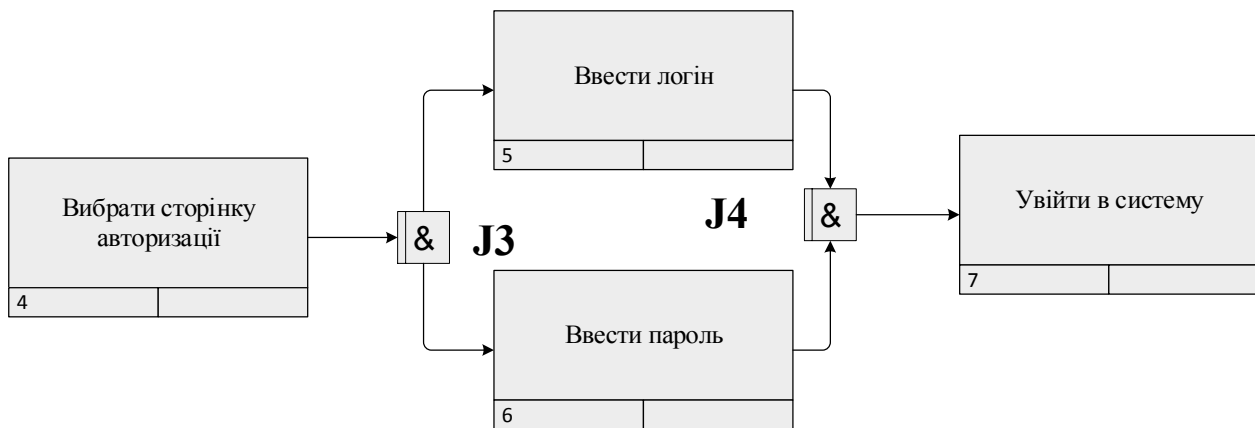 Вибрати сторінку
авторизації
4
&
J3
Ввести логін
5
Ввести пароль
6
J4
&
Увійти в систему
7